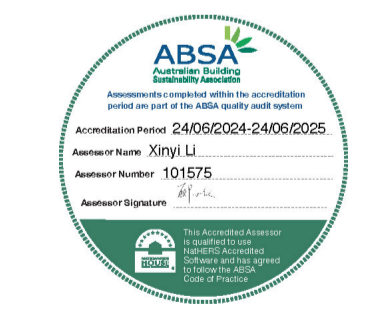 ABSA
Australian Building
Sustainability Association
Assessments completed within the accreditation
period are part of the ABSA quality audit system
Accreditation Period 24/06/2024-24/06/2025
Assessor Name Xinyi Li
Assessor Number 101575
Assessor Signature
This Accredited Assessor
is qualified to use
NatHERS Accredited
Software and has agreed
to follow the ABSA
Code of Practice
HOUSE